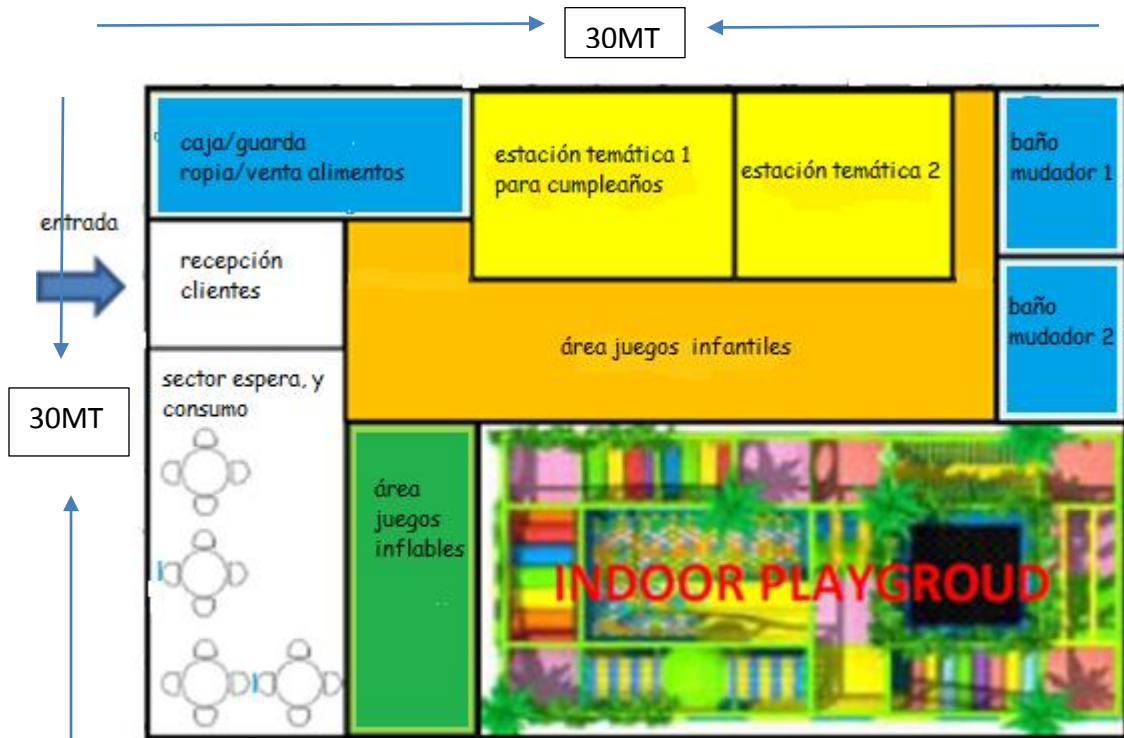 30MT
caja/guarda
ropia/venta alimentos
estación temática 1
para cumpleaños
estación temática 2
baño
mudador 1
entrada
recepción
clientes
baño
mudador 2
área juegos infantiles
sector espera, y
consumo
30MT
área
juegos
inflables
INDOOR PLAYGROUD